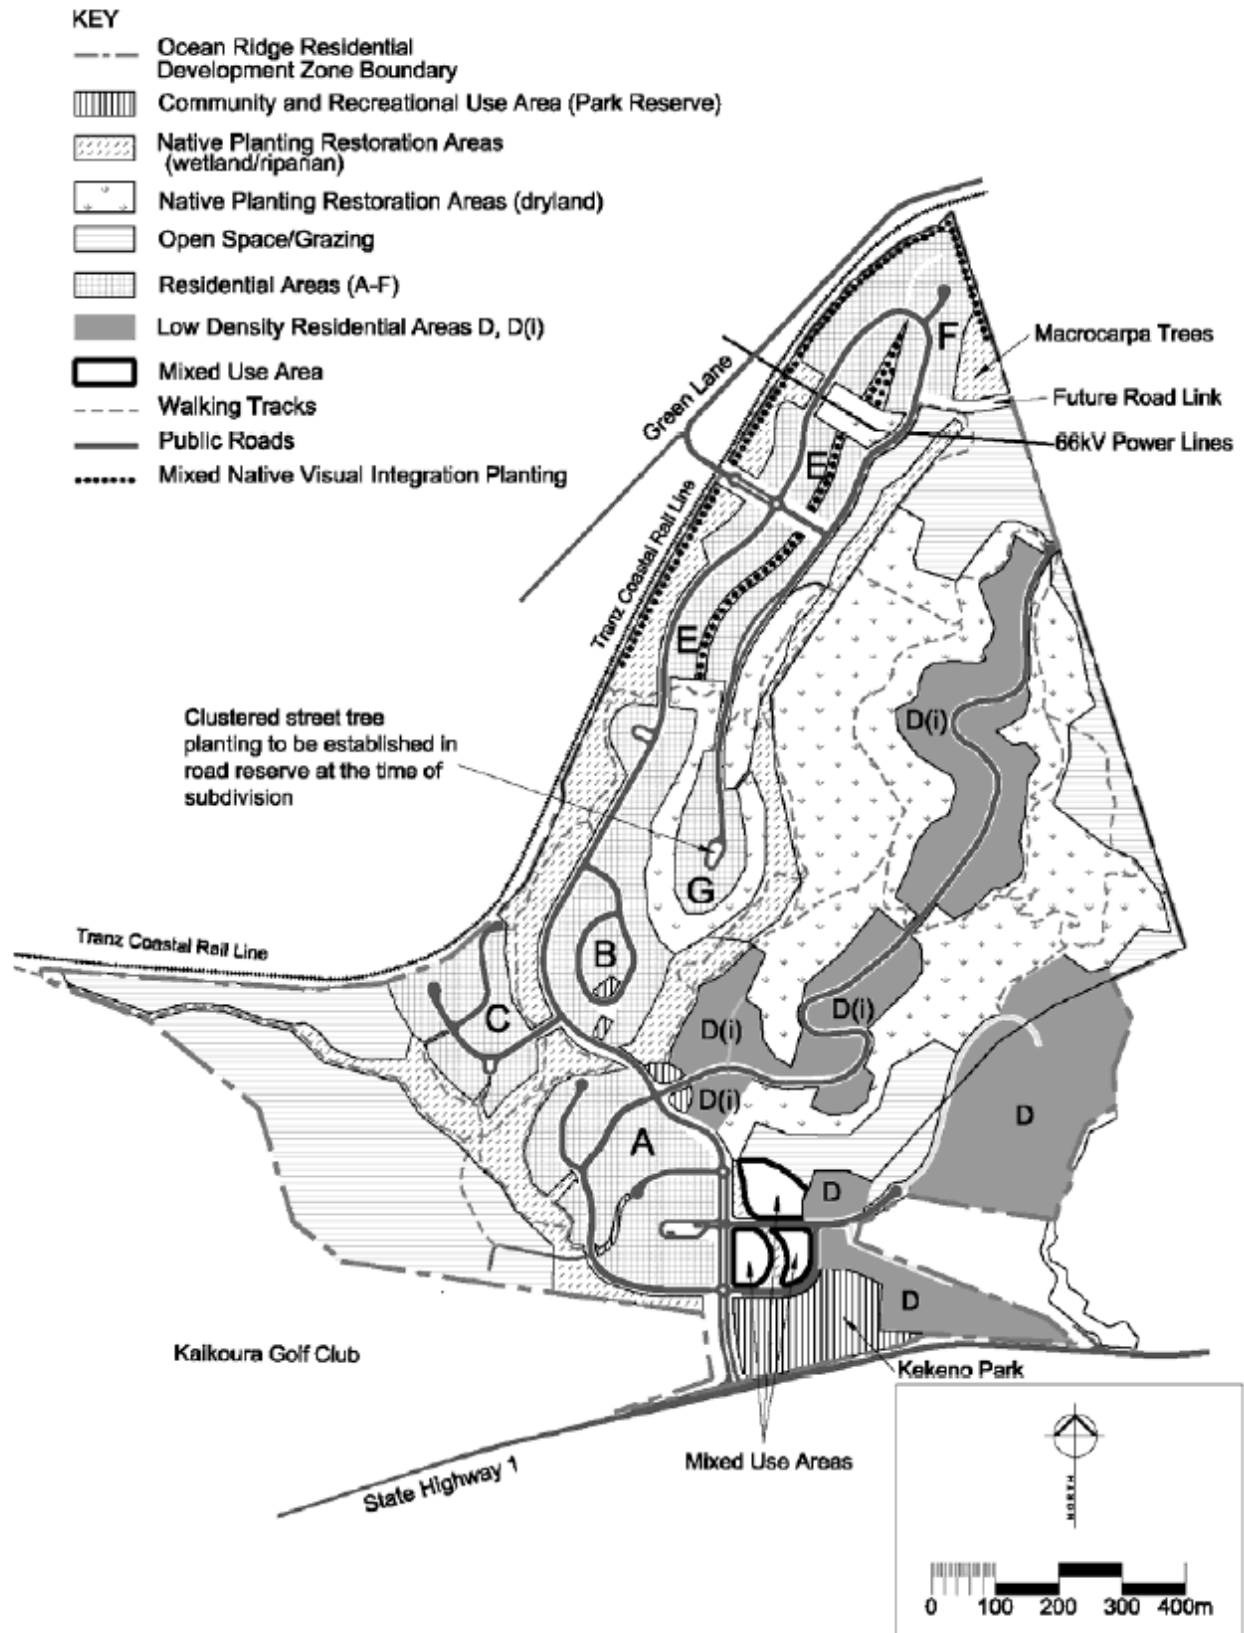 KEY
Ocean Ridge Residential
Development Zone Boundary
Community and Recreational Use Area (Park Reserve)
Native Planting Restoration Areas
(wetland/riparian)
Native Planting Restoration Areas (dryland)
Open Space/Grazing
Residential Areas (A-F)
Low Density Residential Areas D, D(i)
Mixed Use Area
Walking Tracks
Public Roads
Mixed Native Visual Integration Planting
Green Lane
F
Macrocarpa Trees
Future Road Link
66kV Power Lines
E
Tranz Coastal Rail Line
E
D(i)
Clustered street tree
planting to be established in
road reserve at the time of
subdivision
G
Tranz Coastal Rail Line
B
C
D(i)
D(i)
D(i)
D
A
D
D
Kaikoura Golf Club
Kekeno Park
Mixed Use Areas
State Highway 1
NORTH
0 100 200 300 400m